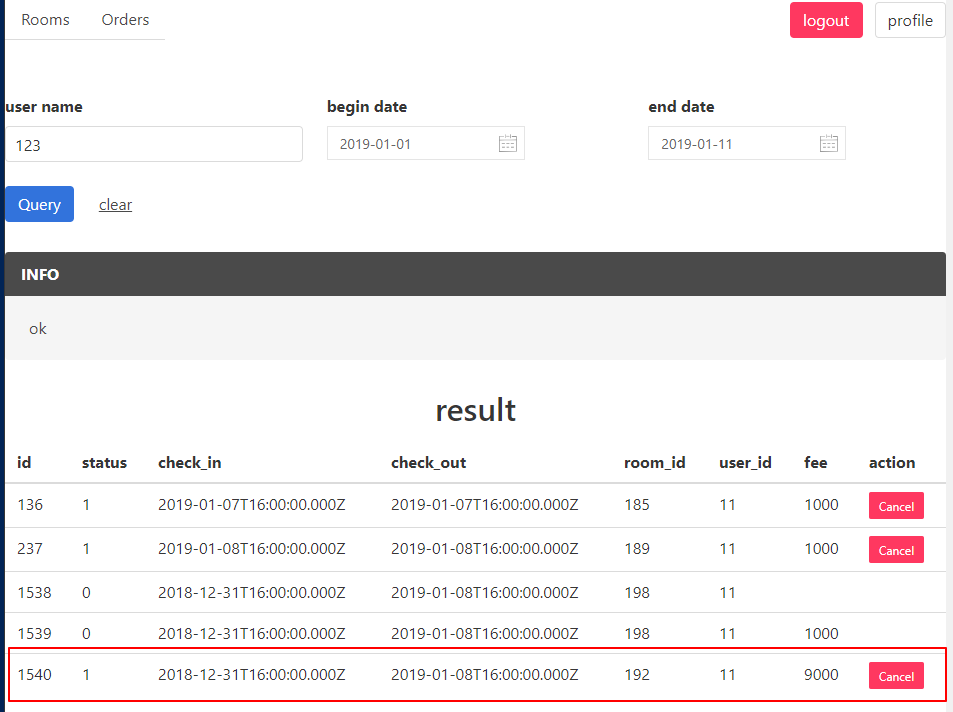 Rooms Orders logout profile
user name begin date end date
123 2019-01-01 2019-01-11
Query clear
INFO
ok
result
id status check_in check_out room_id user_id fee action
136 1 2019-01-07T16:00:00.000Z 2019-01-07T16:00:00.000Z 185 11 1000 Cancel
237 1 2019-01-08T16:00:00.000Z 2019-01-08T16:00:00.000Z 189 11 1000 Cancel
1538 0 2018-12-31T16:00:00.000Z 2019-01-08T16:00:00.000Z 198 11
1539 0 2018-12-31T16:00:00.000Z 2019-01-08T16:00:00.000Z 198 11 1000
1540 1 2018-12-31T16:00:00.000Z 2019-01-08T16:00:00.000Z 192 11 9000 Cancel